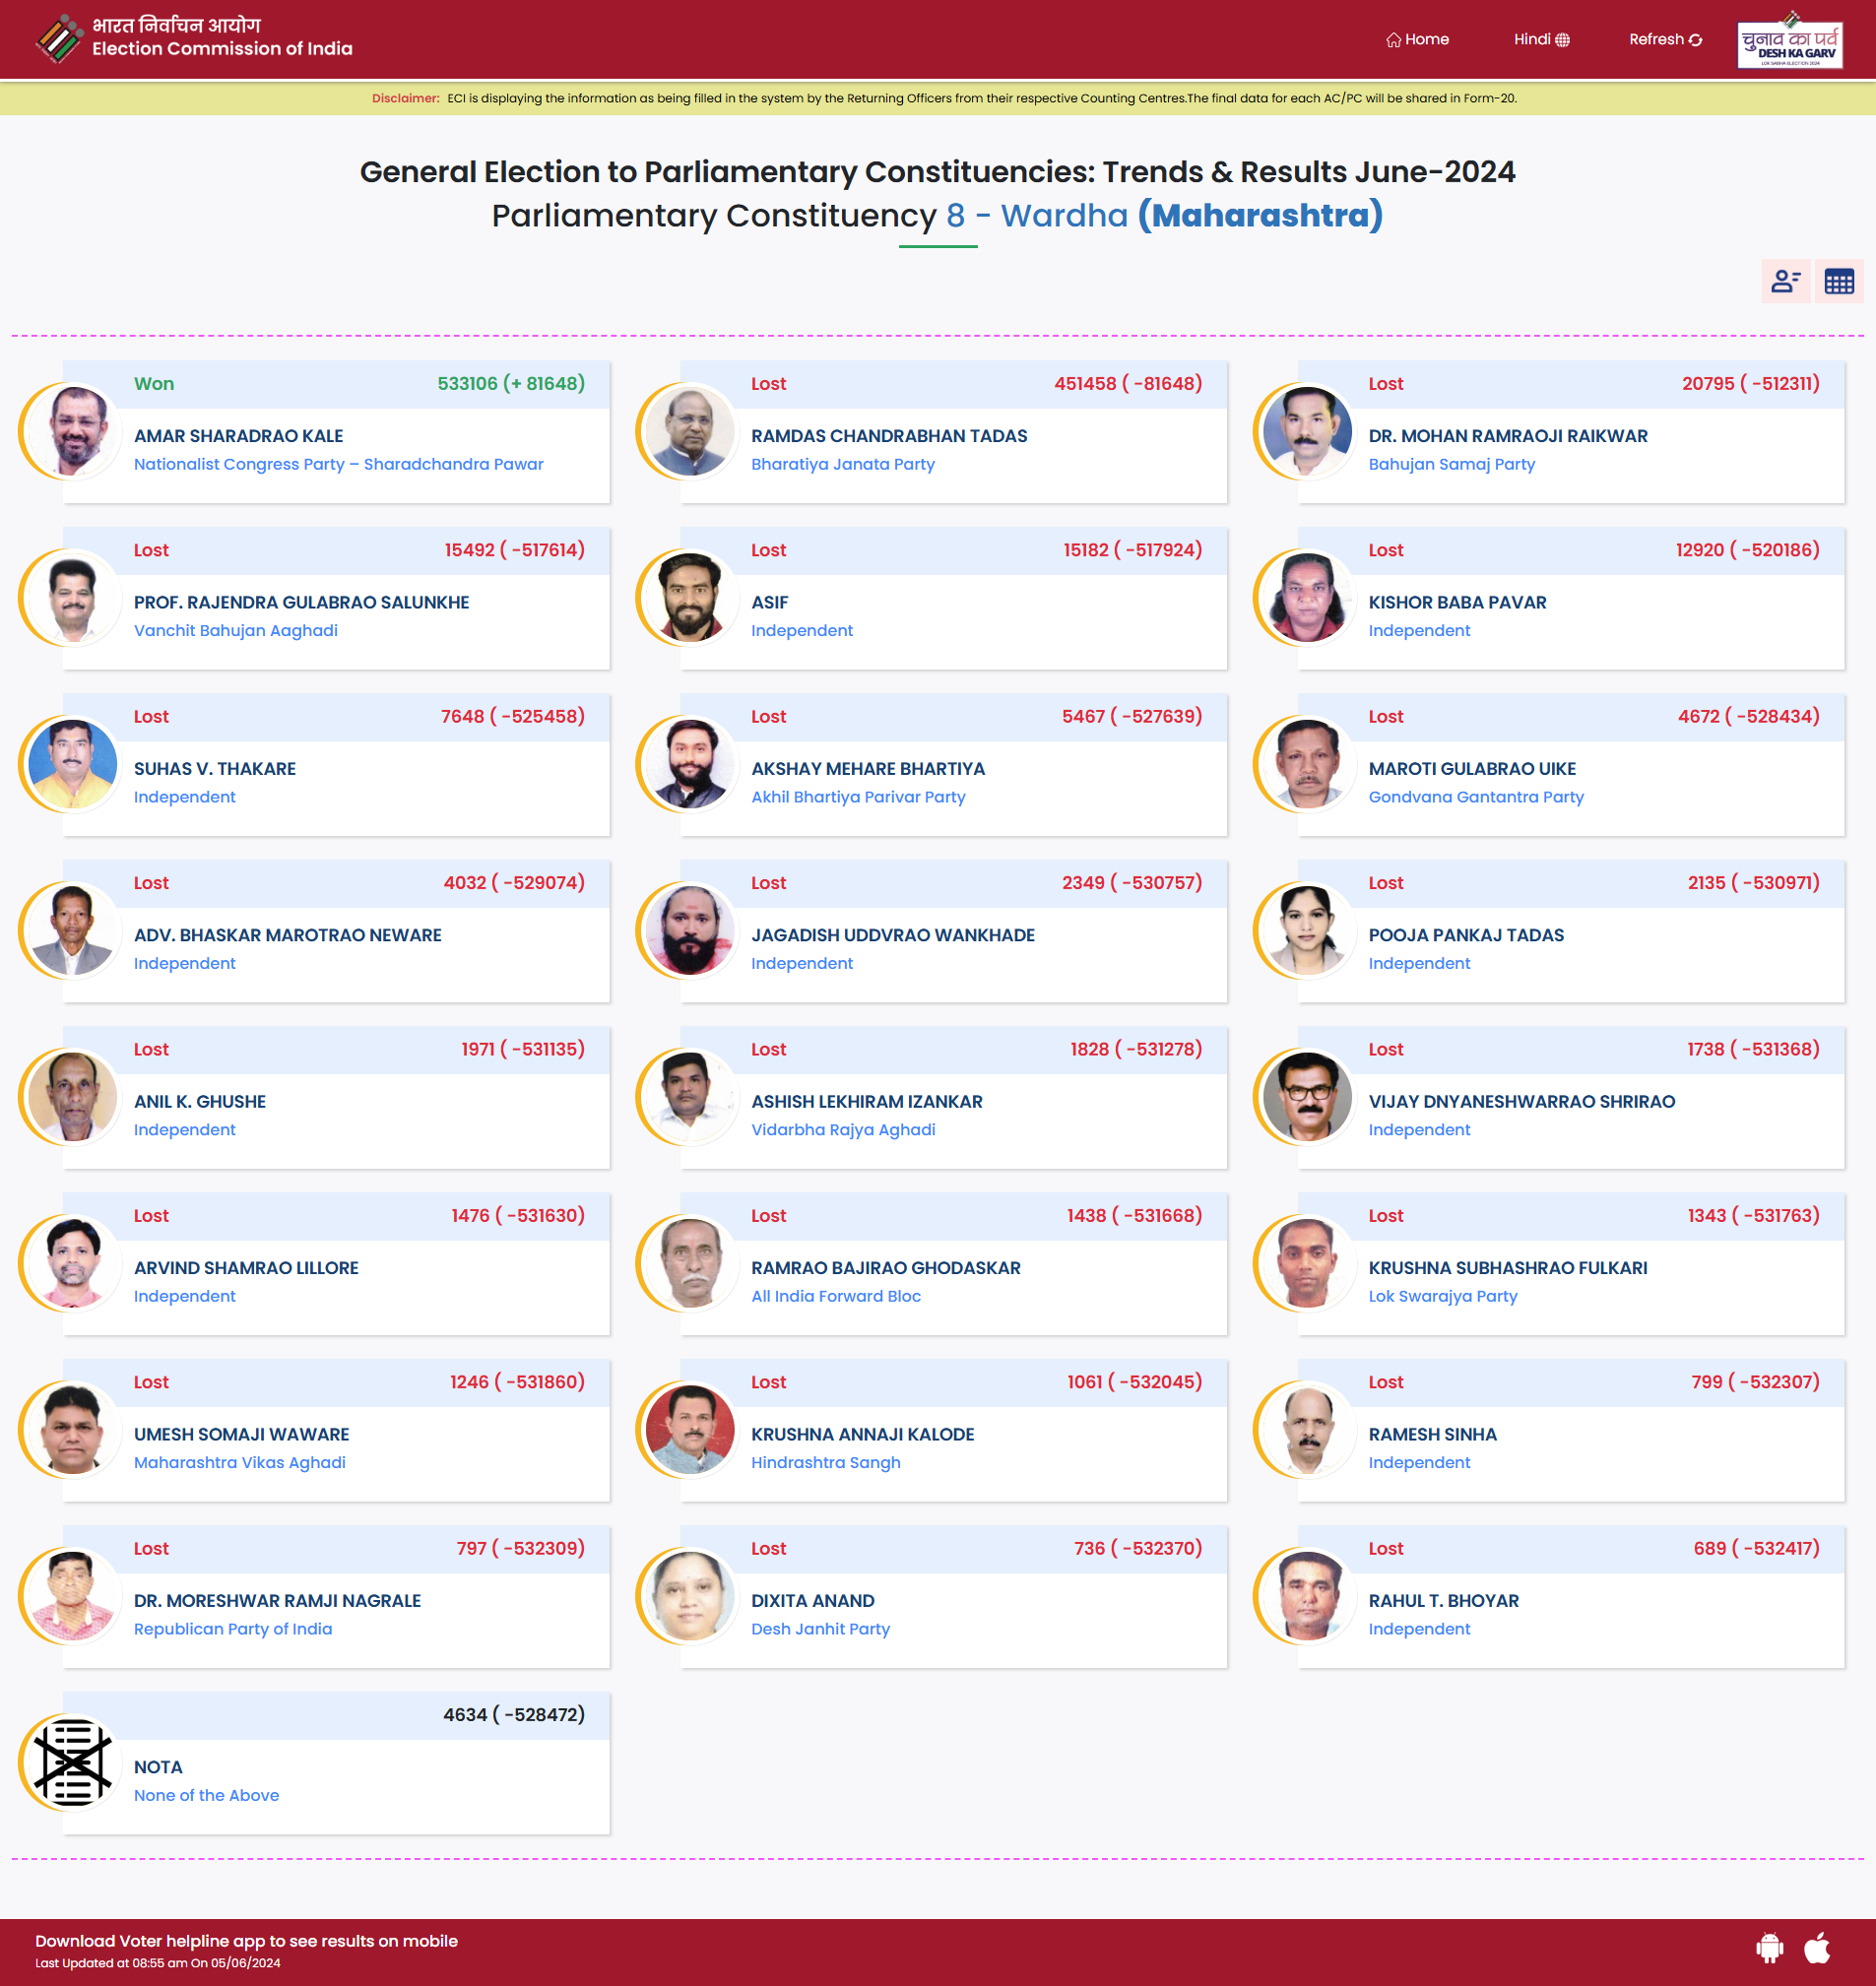 भारत निर्वाचन आयोग
Election Commission of India
Home
Hindi
Refresh
चुनाव का पर्व
DESH KA GARV
LOK SABHA ELECTION 2024
Disclaimer: ECI is displaying the information as being filled in the system by the Returning Officers from their respective Counting Centres.The final data for each AC/PC will be shared in Form-20.
General Election to Parliamentary Constituencies: Trends & Results June-2024
Parliamentary Constituency 8 - Wardha (Maharashtra)
Won 533106 (+ 81648)
AMAR SHARADRAO KALE
Nationalist Congress Party – Sharadchandra Pawar
Lost 451458 ( -81648)
RAMDAS CHANDRABHAN TADAS
Bharatiya Janata Party
Lost 20795 ( -512311)
DR. MOHAN RAMRAOJI RAIKWAR
Bahujan Samaj Party
Lost 15492 ( -517614)
PROF. RAJENDRA GULABRAO SALUNKHE
Vanchit Bahujan Aaghadi
Lost 15182 ( -517924)
ASIF
Independent
Lost 12920 ( -520186)
KISHOR BABA PAVAR
Independent
Lost 7648 ( -525458)
SUHAS V. THAKARE
Independent
Lost 5467 ( -527639)
AKSHAY MEHARE BHARTIYA
Akhil Bhartiya Parivar Party
Lost 4672 ( -528434)
MAROTI GULABRAO UIKE
Gondvana Gantantra Party
Lost 4032 ( -529074)
ADV. BHASKAR MAROTRAO NEWARE
Independent
Lost 2349 ( -530757)
JAGADISH UDDVRAO WANKHADE
Independent
Lost 2135 ( -530971)
POOJA PANKAJ TADAS
Independent
Lost 1971 ( -531135)
ANIL K. GHUSHE
Independent
Lost 1828 ( -531278)
ASHISH LEKHIRAM IZANKAR
Vidarbha Rajya Aghadi
Lost 1738 ( -531368)
VIJAY DNYANESHWARRAO SHRIRAO
Independent
Lost 1476 ( -531630)
ARVIND SHAMRAO LILLORE
Independent
Lost 1438 ( -531668)
RAMRAO BAJIRAO GHODASKAR
All India Forward Bloc
Lost 1343 ( -531763)
KRUSHNA SUBHASHRAO FULKARI
Lok Swarajya Party
Lost 1246 ( -531860)
UMESH SOMAJI WAWARE
Maharashtra Vikas Aghadi
Lost 1061 ( -532045)
KRUSHNA ANNAJI KALODE
Hindrashtra Sangh
Lost 799 ( -532307)
RAMESH SINHA
Independent
Lost 797 ( -532309)
DR. MORESHWAR RAMJI NAGRALE
Republican Party of India
Lost 736 ( -532370)
DIXITA ANAND
Desh Janhit Party
Lost 689 ( -532417)
RAHUL T. BHOYAR
Independent
4634 ( -528472)
NOTA
None of the Above
Download Voter helpline app to see results on mobile
Last Updated at 08:55 am On 05/06/2024